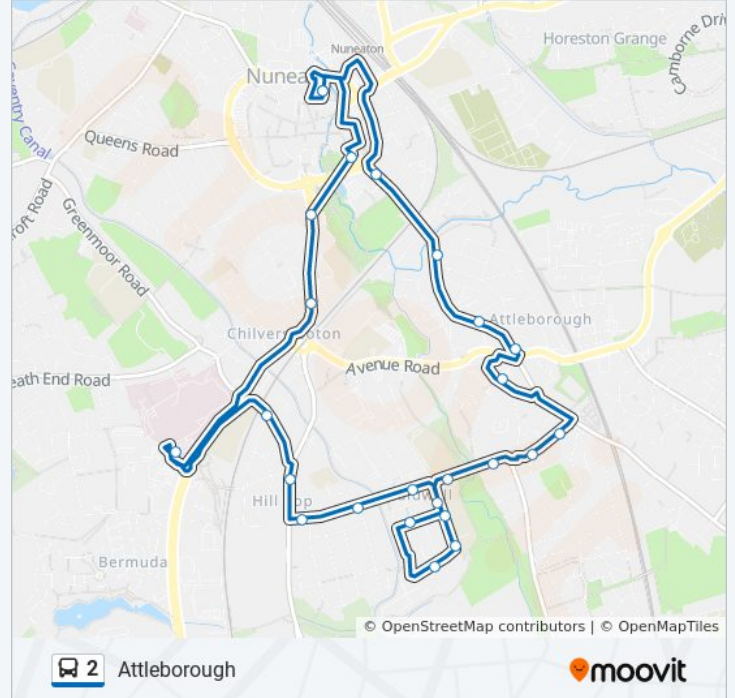 Nuneaton
Horeston Grange
Camborne Driv
Nunea
Coventry Canal
Queens Road
roft Road
Greenmoor Road
Attleborough
Chilvers Coton
Avenue Road
eath End Road
Hill Top
Bermuda
© OpenStreetMap contributors | © OpenMapTiles
2 Attleborough
moovit